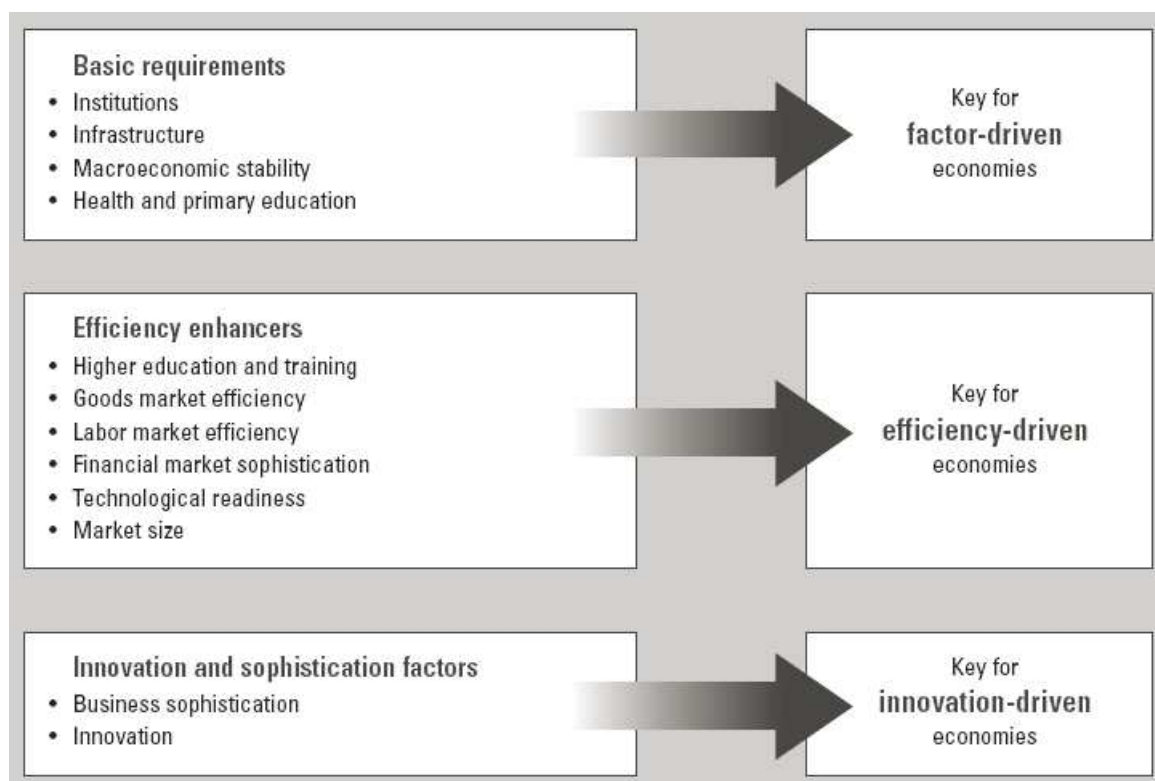 Basic requirements
• Institutions
• Infrastructure
• Macroeconomic stability
• Health and primary education
Key for
factor-driven
economies
Efficiency enhancers
• Higher education and training
• Goods market efficiency
• Labor market efficiency
• Financial market sophistication
• Technological readiness
• Market size
Key for
efficiency-driven
economies
Innovation and sophistication factors
• Business sophistication
• Innovation
Key for
innovation-driven
economies